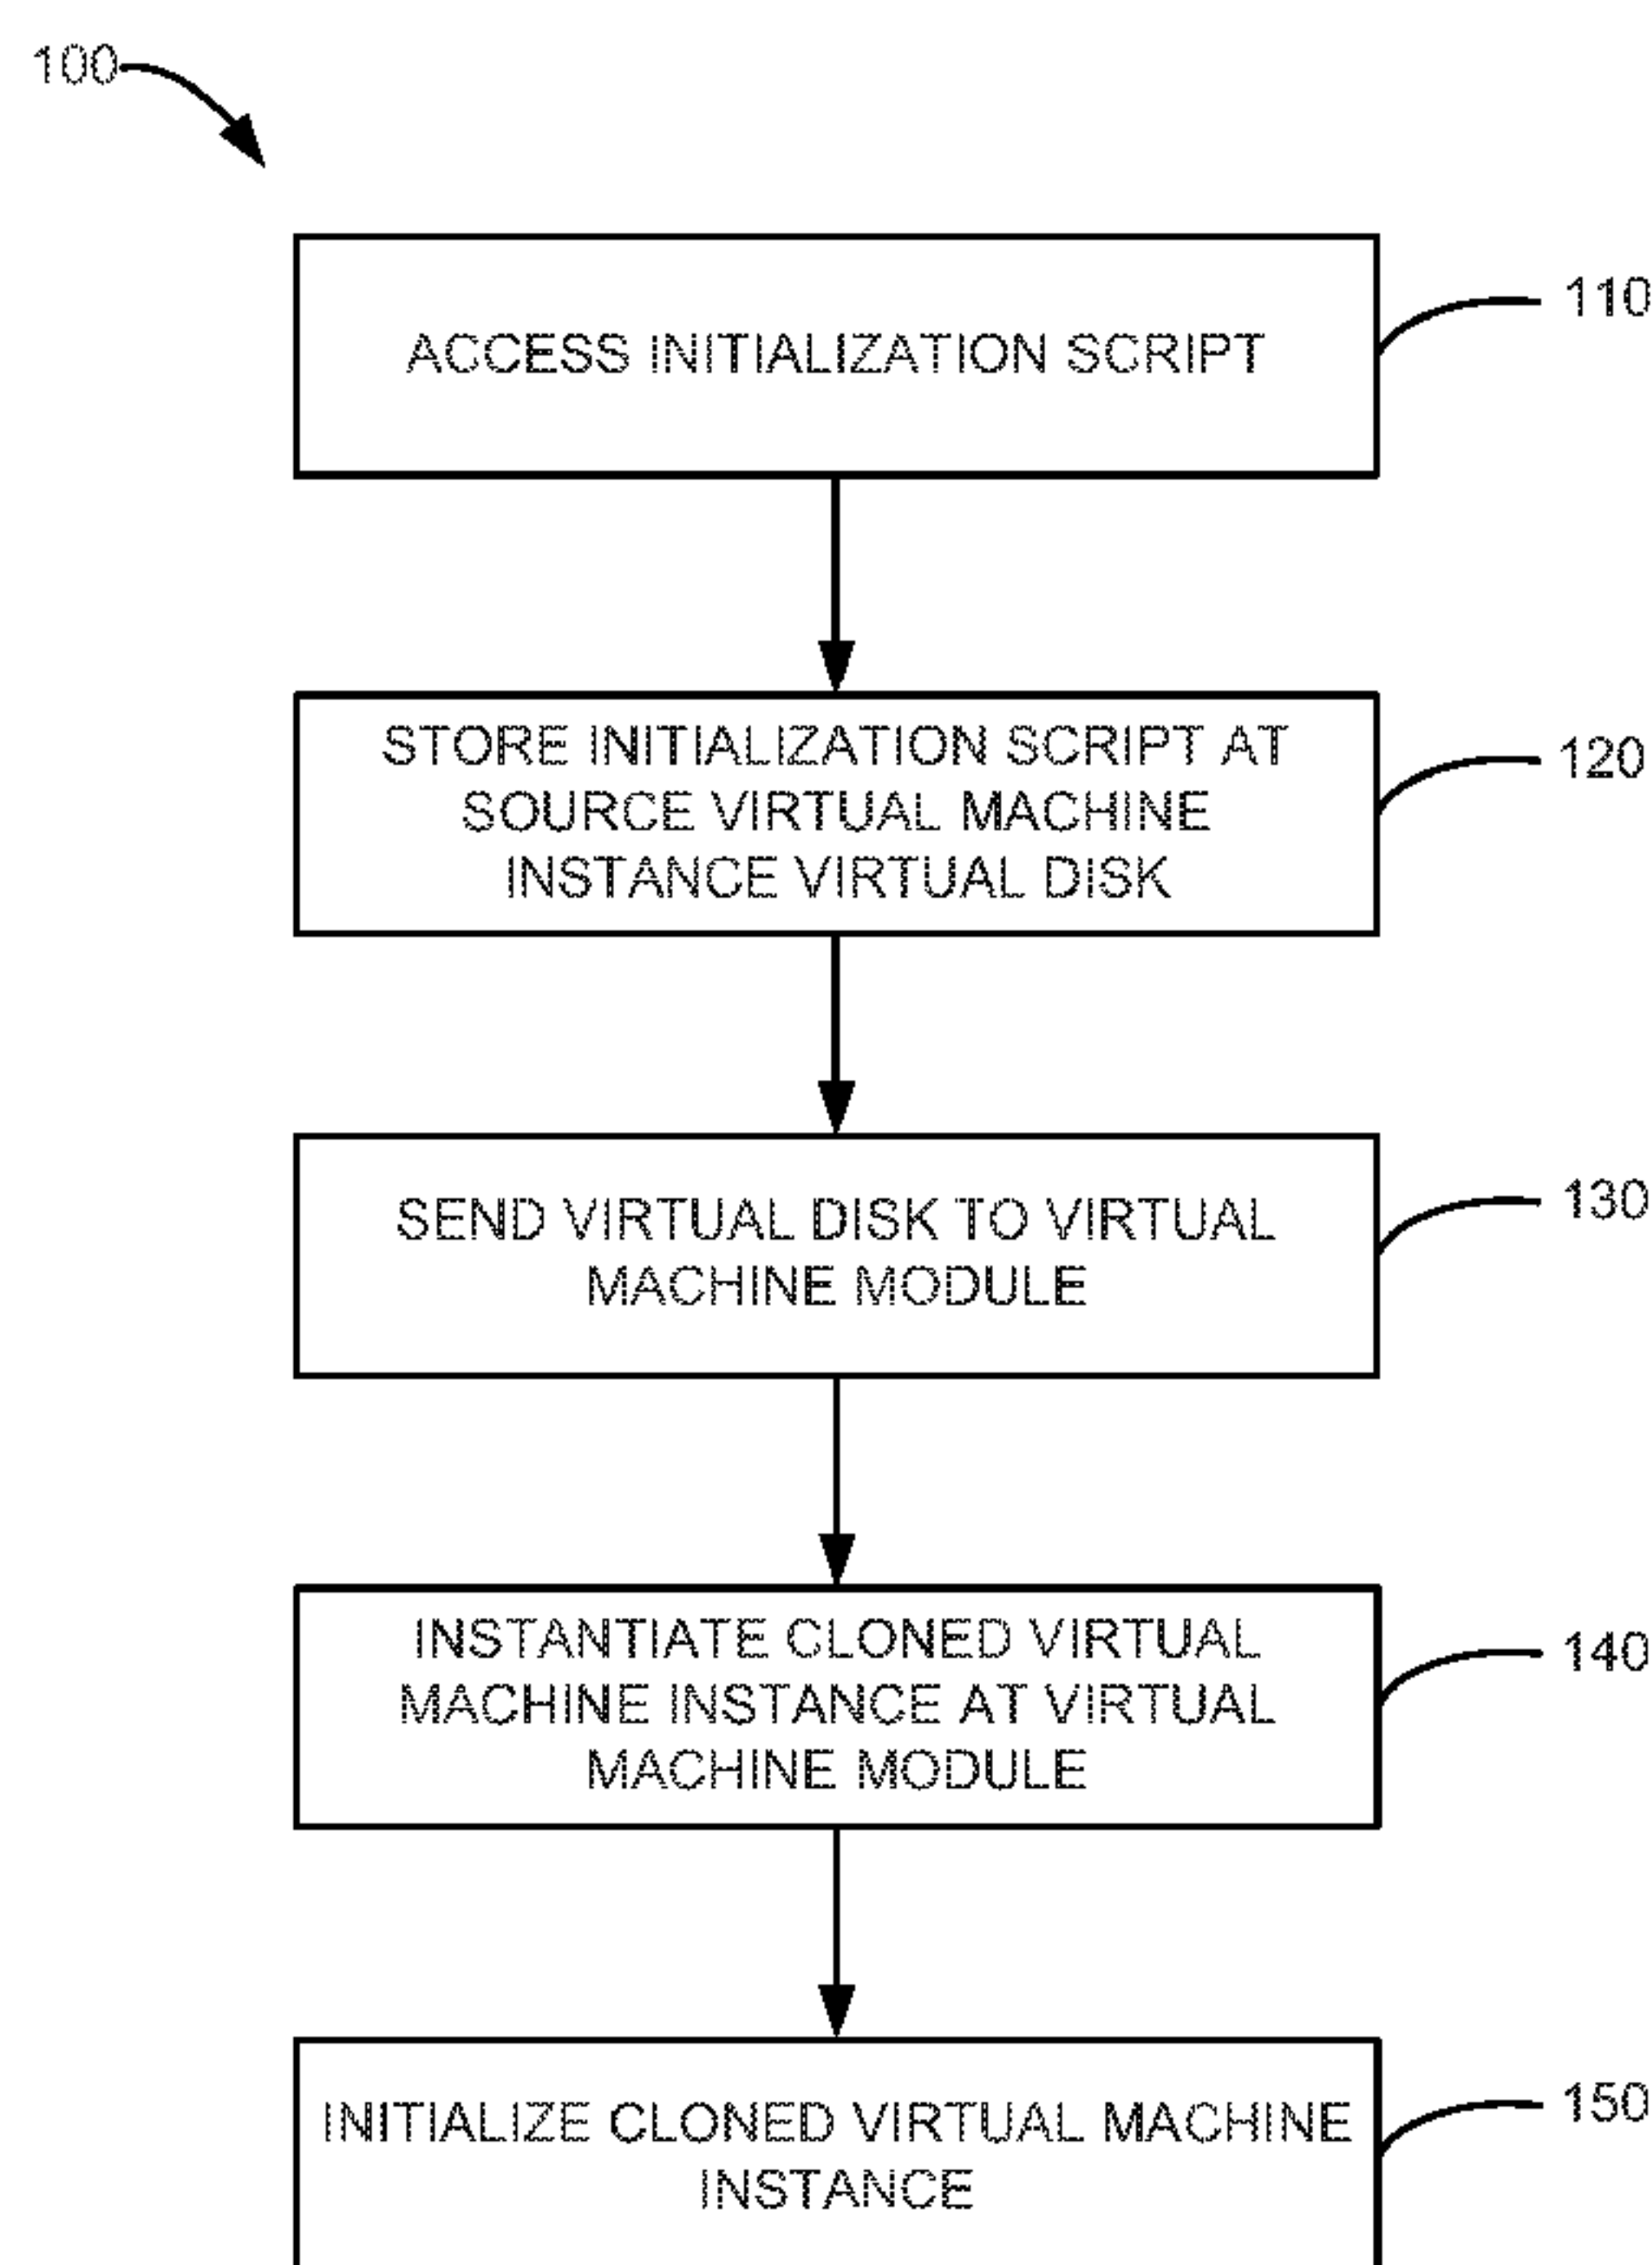 100
ACCESS INITIALIZATION SCRIPT
110
STORE INITIALIZATION SCRIPT AT
SOURCE VIRTUAL MACHINE
INSTANCE VIRTUAL DISK
120
SEND VIRTUAL DISK TO VIRTUAL
MACHINE MODULE
130
INSTANTIATE CLONED VIRTUAL
MACHINE INSTANCE AT VIRTUAL
MACHINE MODULE
140
INITIALIZE CLONED VIRTUAL MACHINE
INSTANCE
150